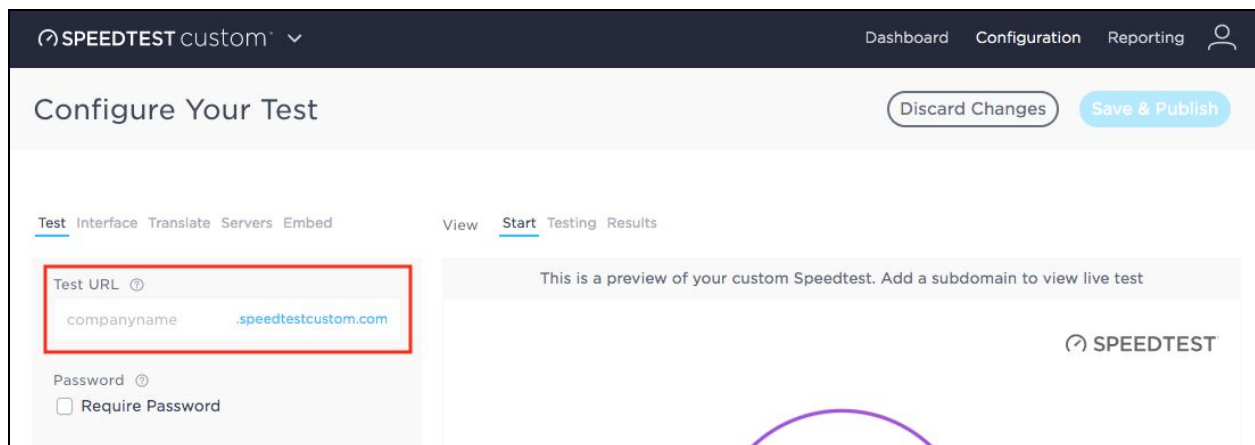 SPEEDTEST CUSTOM
Dashboard Configuration Reporting
Configure Your Test
Discard Changes Save & Publish
Test Interface Translate Servers Embed
View Start Testing Results
Test URL ?
companyname .speedtestcustom.com
Password ?
Require Password
This is a preview of your custom Speedtest. Add a subdomain to view live test
SPEEDTEST